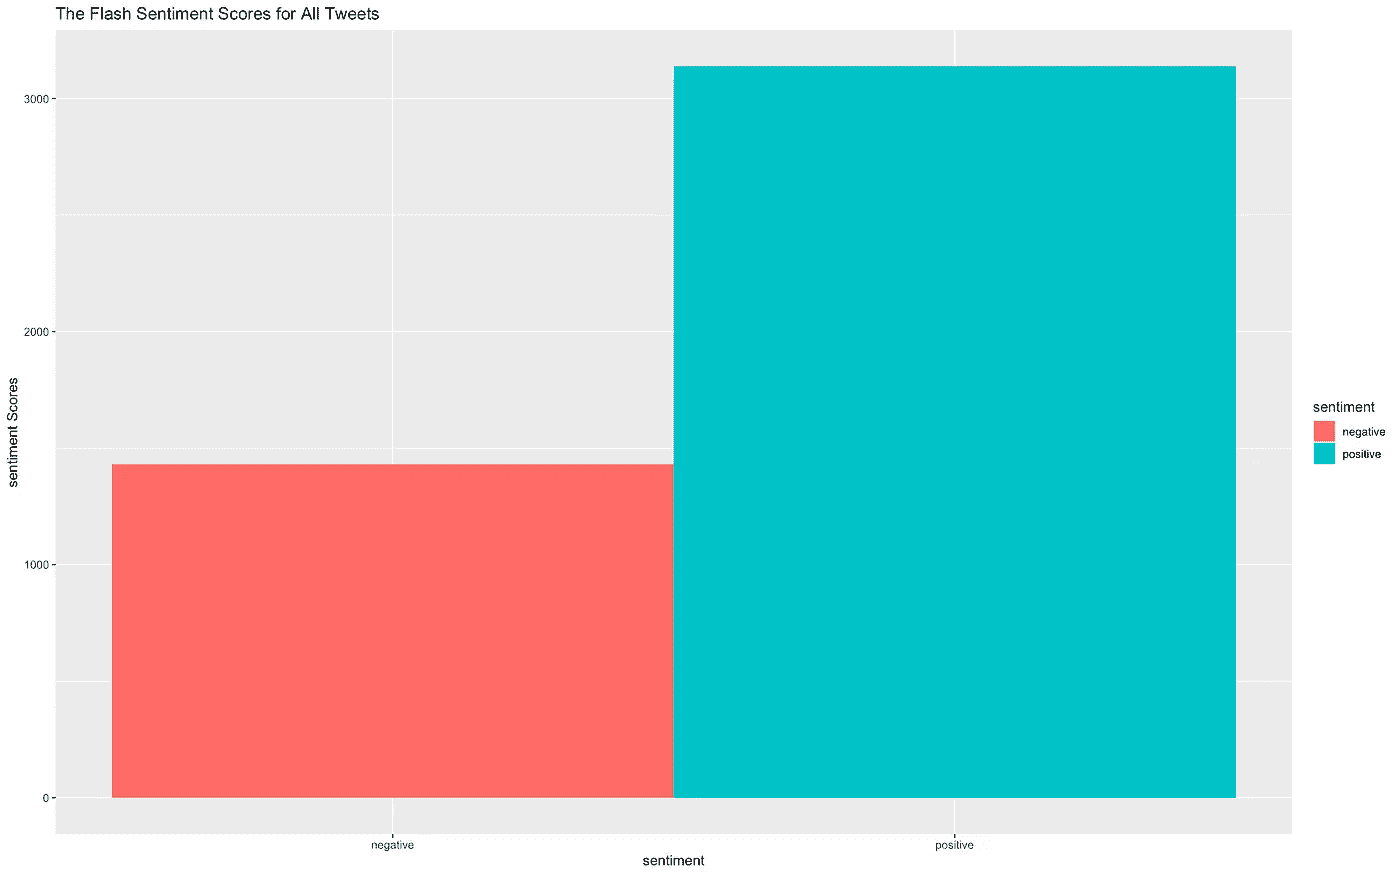 The Flash Sentiment Scores for All Tweets
3000
2000
1000
0
sentiment Scores
negative
positive
sentiment
sentiment
negative
positive